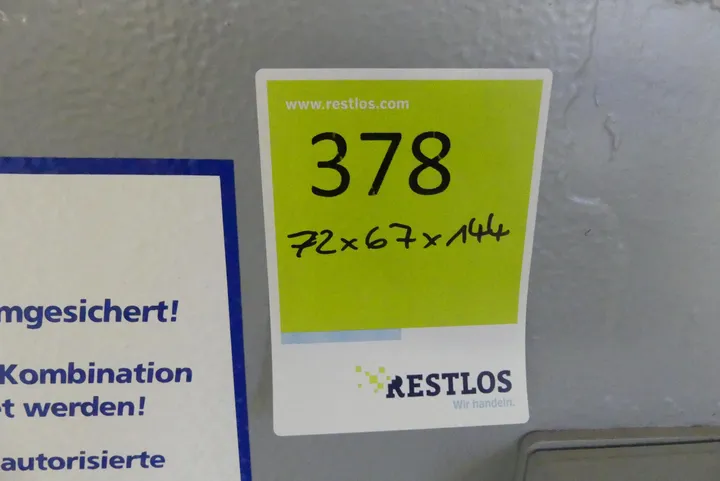 www.restlos.com
378
72x67x144
RESTLOS
Wir handeln.
mgesichert!
Kombination
t werden!
autorisierte